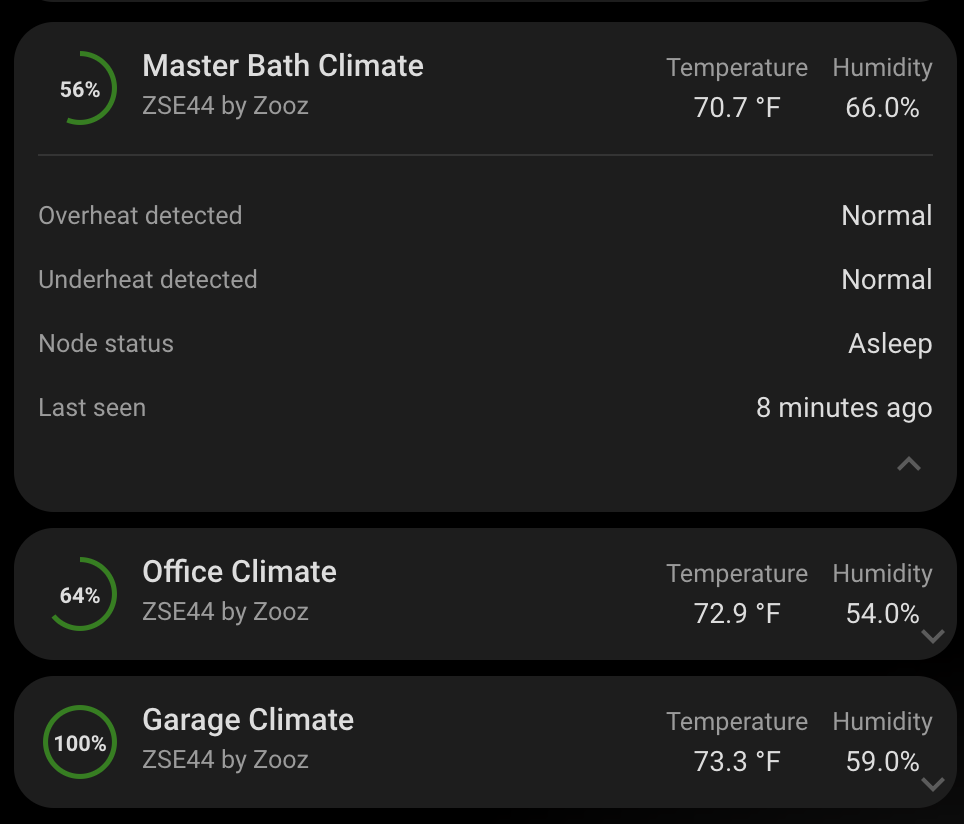 56%
Master Bath Climate
ZSE44 by Zooz
Temperature Humidity
70.7 °F 66.0%
Overheat detected Normal
Underheat detected Normal
Node status Asleep
Last seen 8 minutes ago
64%
Office Climate
ZSE44 by Zooz
Temperature Humidity
72.9 °F 54.0%
100%
Garage Climate
ZSE44 by Zooz
Temperature Humidity
73.3 °F 59.0%